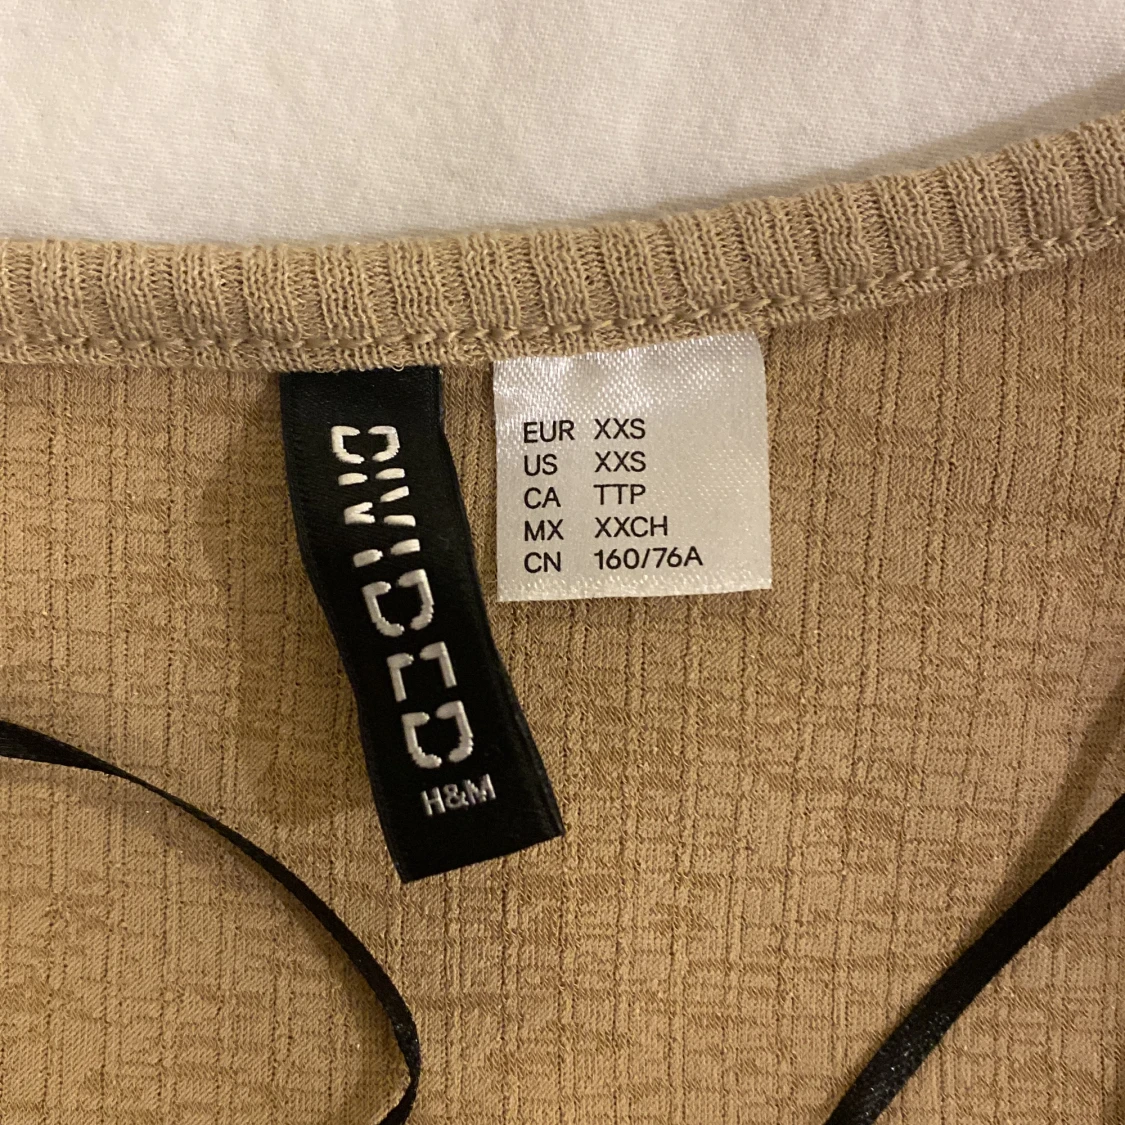 DIVIDED
H&M
EUR XXS
US XXS
CA TTP
MX XXCH
CN 160/76A